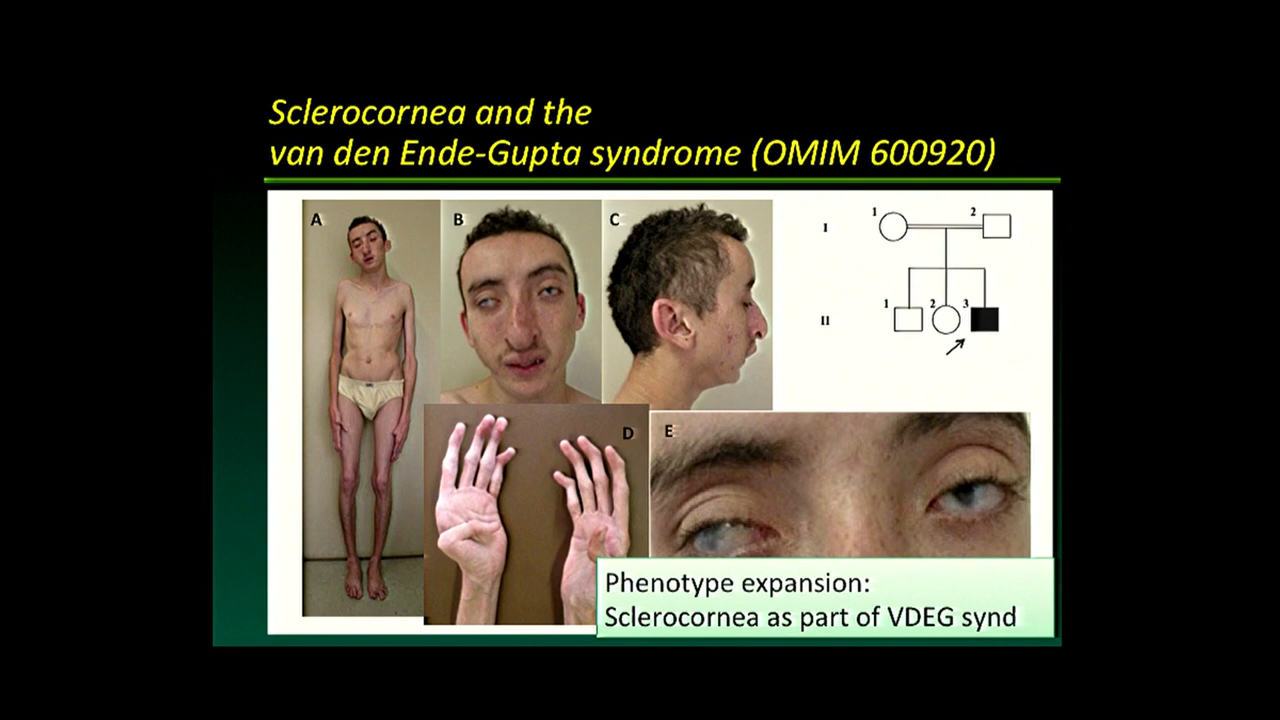 Sclerocornea and the
van den Ende-Gupta syndrome (OMIM 600920)
A
B
C
I
1
2
II
1
2
3
D
E
Phenotype expansion:
Sclerocornea as part of VDEG synd